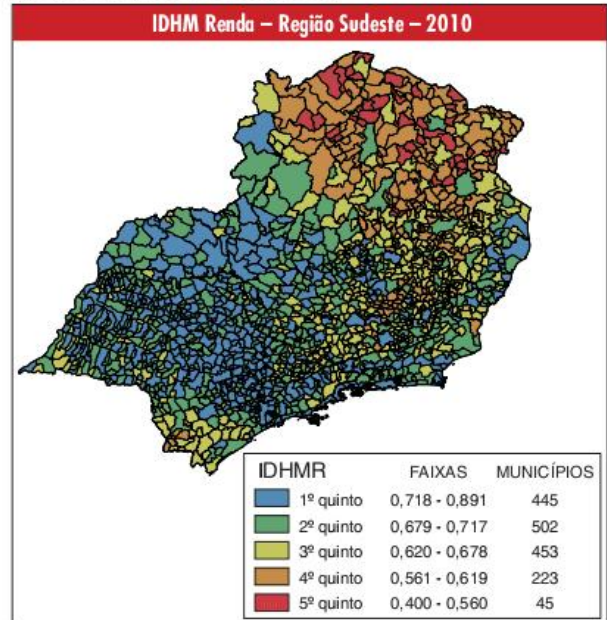 IDHM Renda – Região Sudeste – 2010
IDHMR FAIXAS MUNICÍPIOS
1º quinto 0,718 - 0,891 445
2º quinto 0,679 - 0,717 502
3º quinto 0,620 - 0,678 453
4º quinto 0,561 - 0,619 223
5º quinto 0,400 - 0,560 45